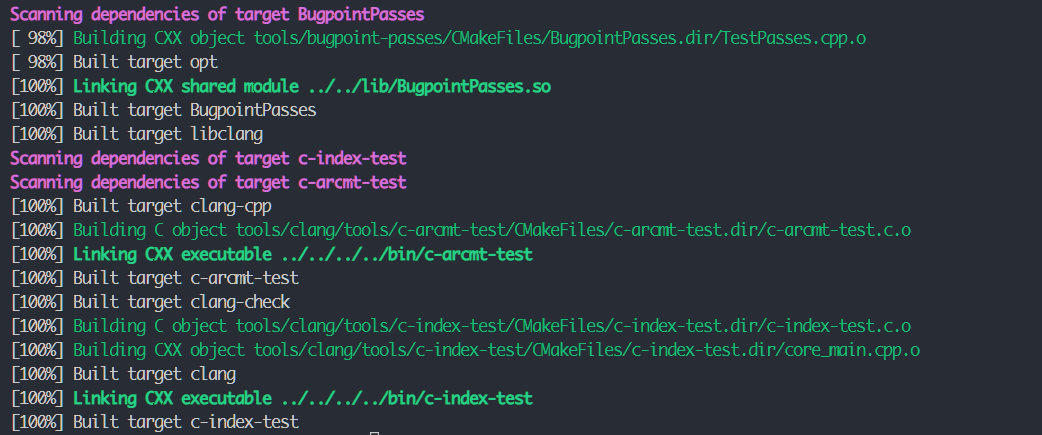 Scanning dependencies of target BugpointPasses
[ 98%] Building CXX object tools/bugpoint-passes/CMakeFiles/BugpointPasses.dir/TestPasses.cpp.o
[ 98%] Built target opt
[100%] Linking CXX shared module ../../lib/BugpointPasses.so
[100%] Built target BugpointPasses
[100%] Built target libclang
Scanning dependencies of target c-index-test
Scanning dependencies of target c-arcmt-test
[100%] Built target clang-cpp
[100%] Building C object tools/clang/tools/c-arcmt-test/CMakeFiles/c-arcmt-test.dir/c-arcmt-test.c.o
[100%] Linking CXX executable ../../../../bin/c-arcmt-test
[100%] Built target c-arcmt-test
[100%] Built target clang-check
[100%] Building C object tools/clang/tools/c-index-test/CMakeFiles/c-index-test.dir/c-index-test.c.o
[100%] Building CXX object tools/clang/tools/c-index-test/CMakeFiles/c-index-test.dir/core_main.cpp.o
[100%] Built target clang
[100%] Linking CXX executable ../../../../bin/c-index-test
[100%] Built target c-index-test